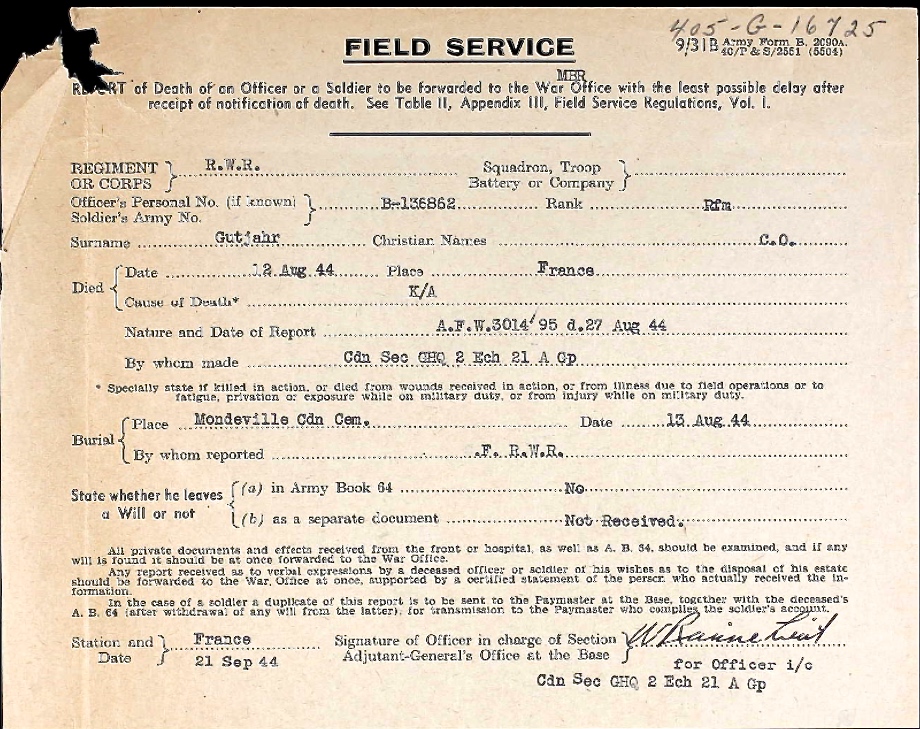 405-G-16725
FIELD SERVICE
9/31B Army Form B. 2090A.
40/P & S/2551 (5504)
MBR
REPORT of Death of an Officer or a Soldier to be forwarded to the War Office with the least possible delay after
receipt of notification of death. See Table II, Appendix III, Field Service Regulations, Vol. I.
REGIMENT OR CORPS } R.W.R. Squadron, Troop Battery or Company }
Officer's Personal No. (if known) Soldier's Army No. } B-136862 Rank Rfm
Surname Gutjahr Christian Names C.O.
Died { Date 12 Aug 44 Place France
Cause of Death* K/A
Nature and Date of Report A.F.W.3014/95 d.27 Aug 44
By whom made Cdn Sec GHQ 2 Ech 21 A Gp
* Specially state if killed in action, or died from wounds received in action, or from illness due to field operations or to
fatigue, privation or exposure while on military duty, or from injury while on military duty.
Burial { Place Mondeville Cdn Cem. Date 13 Aug 44
By whom reported .F. R.W.R.
State whether he leaves a Will or not { (a) in Army Book 64 No
(b) as a separate document Not Received.
All private documents and effects received from the front or hospital, as well as A. B. 64, should be examined, and if any
will is found it should be at once forwarded to the War Office.
Any report received as to verbal expressions by a deceased officer or soldier of his wishes as to the disposal of his estate
should be forwarded to the War Office at once, supported by a certified statement of the person who actually received the in-
formation.
In the case of a soldier a duplicate of this report is to be sent to the Paymaster at the Base, together with the deceased's
A. B. 64 (after withdrawal of any will from the latter), for transmission to the Paymaster who compiles the soldier's account.
Station and Date } France
21 Sep 44
Signature of Officer in charge of Section
Adjutant-General's Office at the Base }
for Officer i/c
Cdn Sec GHQ 2 Ech 21 A Gp